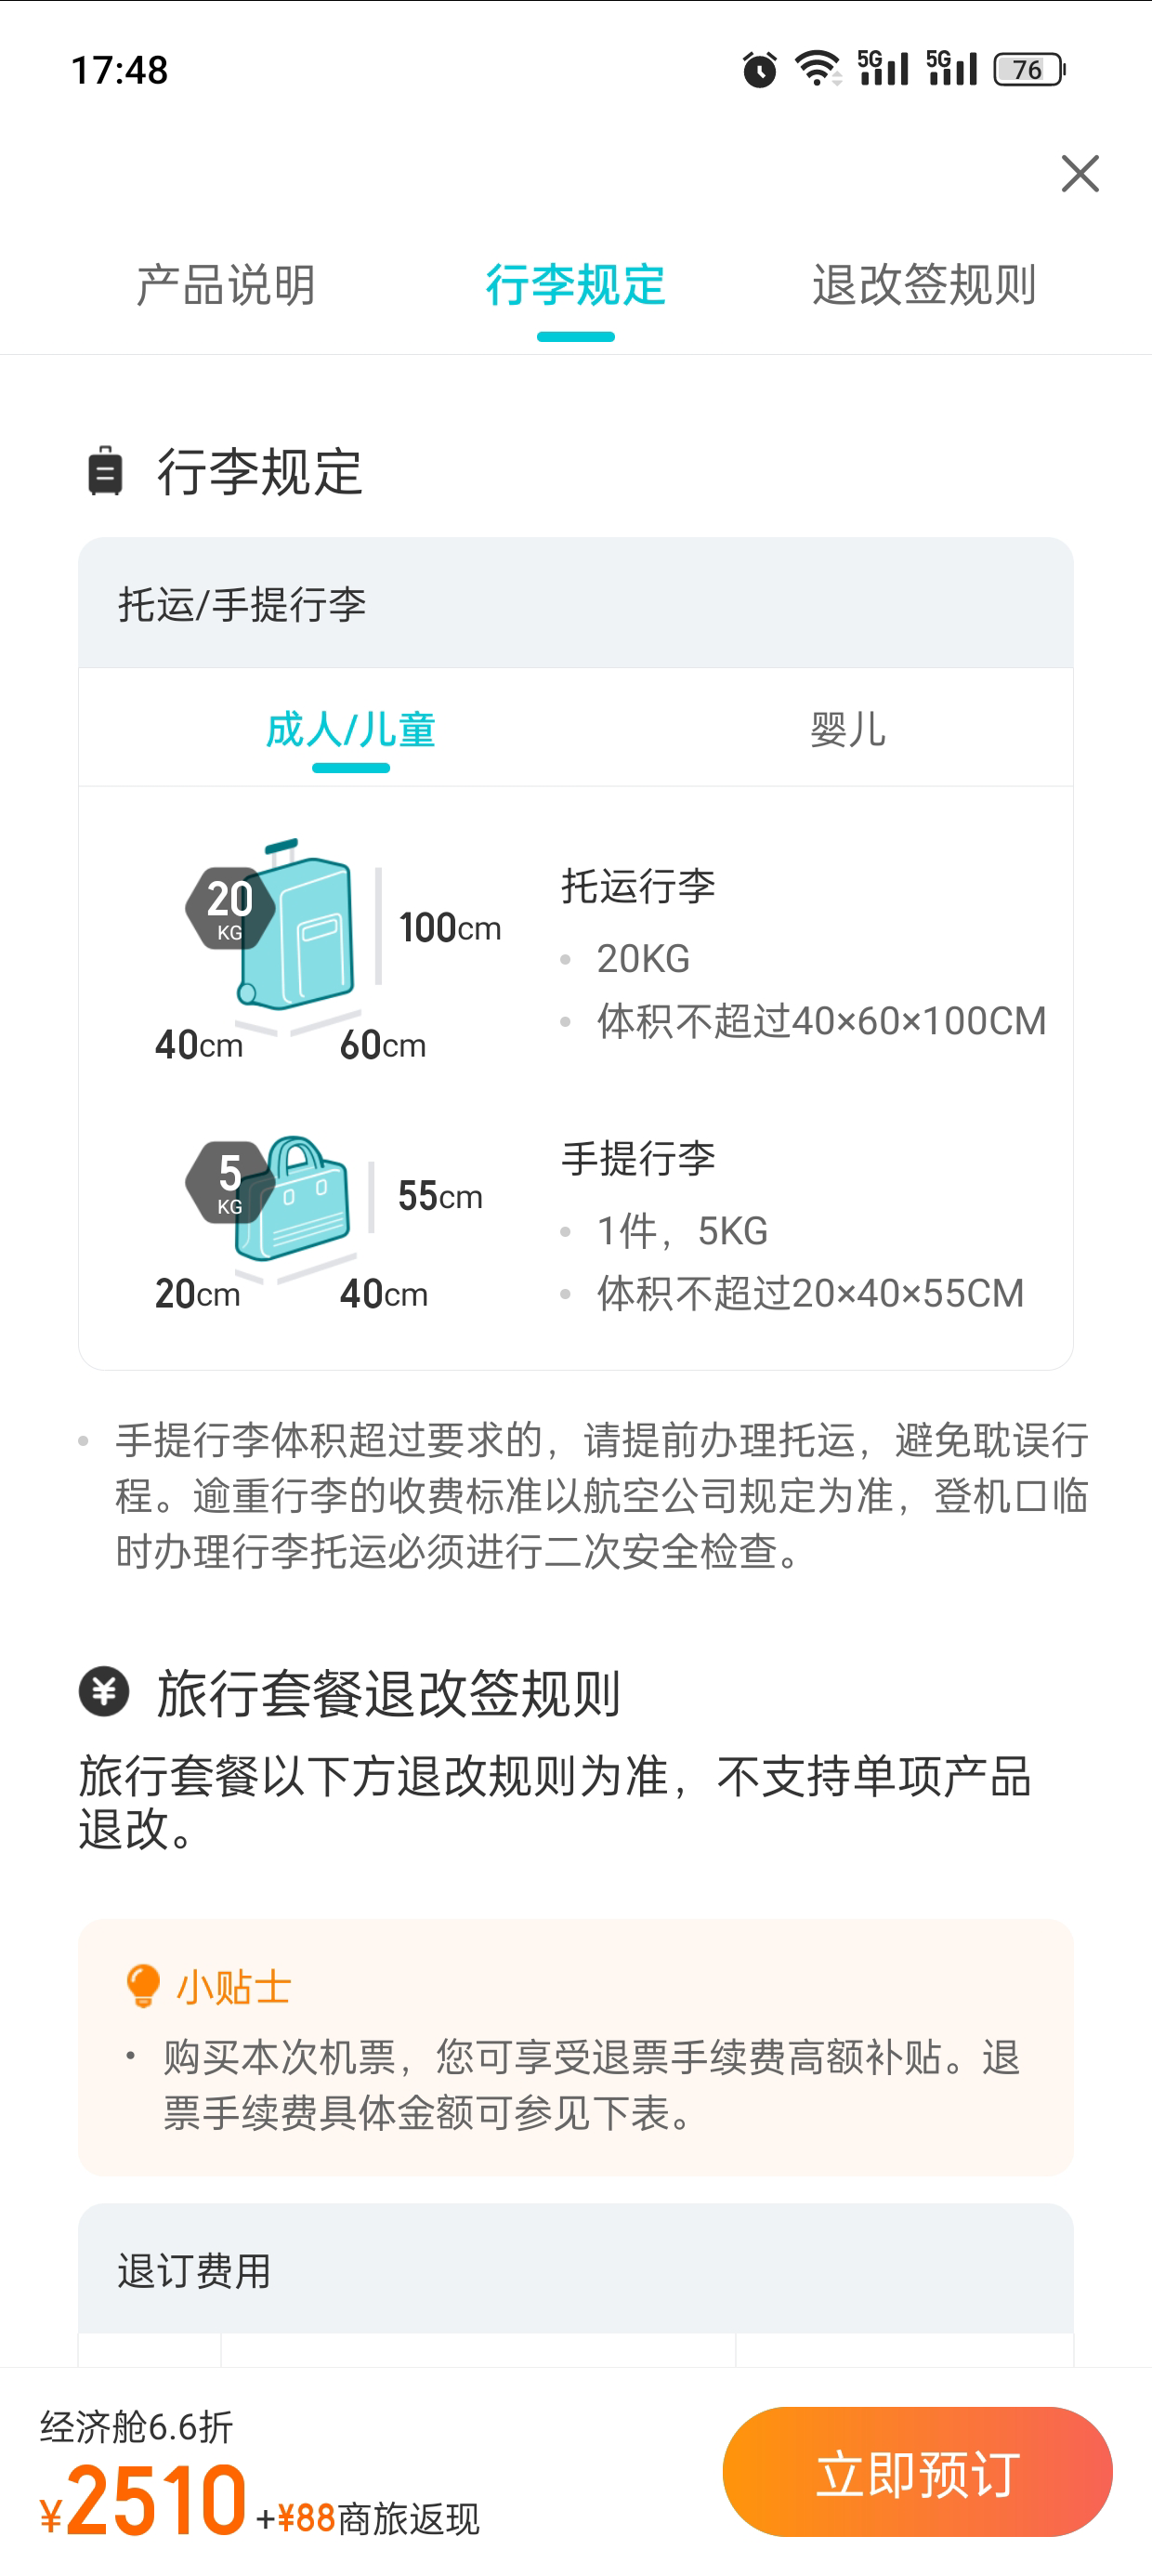 17:48
5G 5G 76
产品说明 行李规定 退改签规则
行李规定
托运/手提行李
成人/儿童 婴儿
20
KG
100cm
40cm 60cm
托运行李
20KG
体积不超过40×60×100CM
5
KG
55cm
20cm 40cm
手提行李
1件，5KG
体积不超过20×40×55CM
手提行李体积超过要求的，请提前办理托运，避免耽误行
程。逾重行李的收费标准以航空公司规定为准，登机口临
时办理行李托运必须进行二次安全检查。
旅行套餐退改签规则
旅行套餐以下方退改规则为准，不支持单项产品
退改。
小贴士
购买本次机票，您可享受退票手续费高额补贴。退
票手续费具体金额可参见下表。
退订费用
经济舱6.6折
¥2510+¥88商旅返现
立即预订